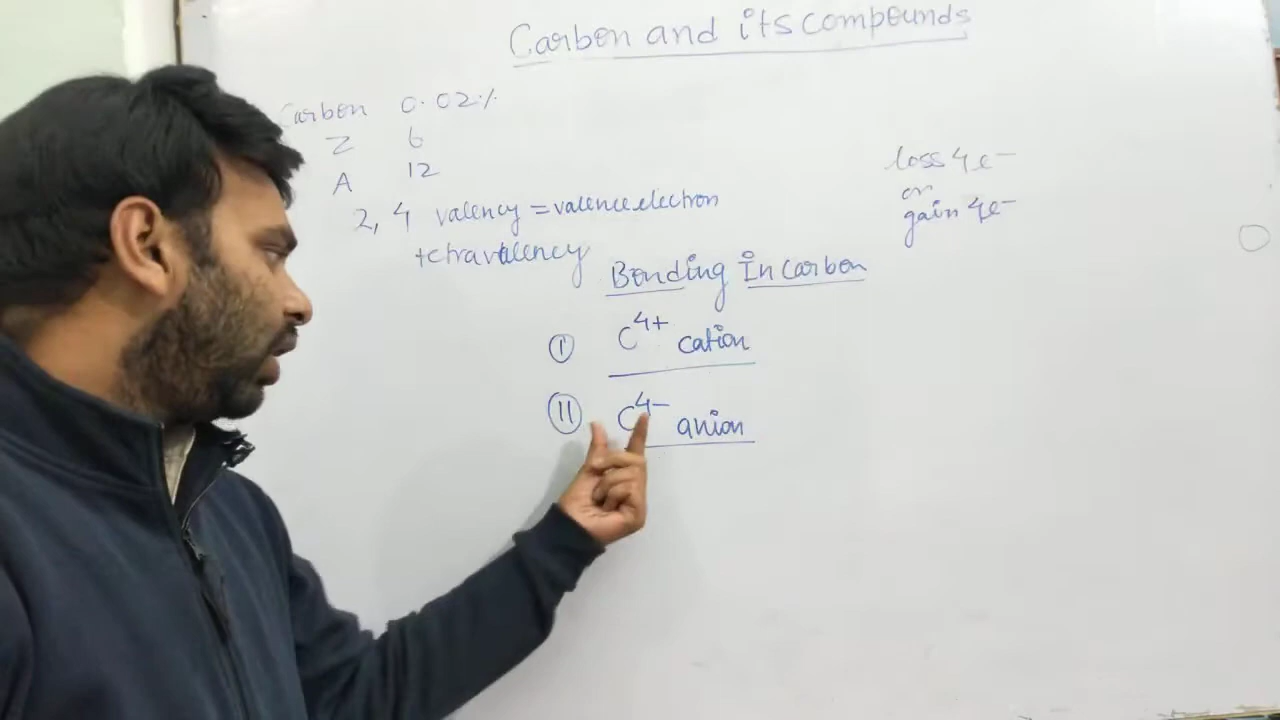 Carbon and its compounds
Carbon 0.02%
Z 6
A 12
2, 4 valency = valence electron
tetravalency
loss 4e⁻
or
gain 4e⁻
Bonding In carbon
I C⁴⁺ cation
II C⁴⁻ anion